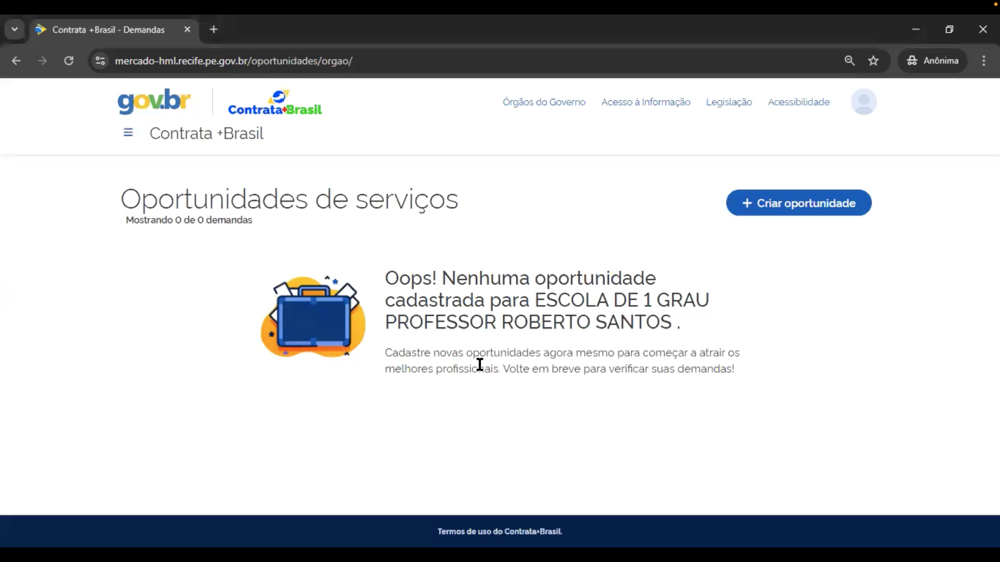 Contrata +Brasil - Demandas
mercado-hml.recife.pe.gov.br/oportunidades/orgao/
Anônima
gov.br
Contrata+Brasil
Órgãos do Governo
Acesso à Informação
Legislação
Acessibilidade
Contrata +Brasil
Oportunidades de serviços
Mostrando 0 de 0 demandas
+ Criar oportunidade
Oops! Nenhuma oportunidade
cadastrada para ESCOLA DE 1 GRAU
PROFESSOR ROBERTO SANTOS .
Cadastre novas oportunidades agora mesmo para começar a atrair os
melhores profissionais. Volte em breve para verificar suas demandas!
Termos de uso do Contrata+Brasil.